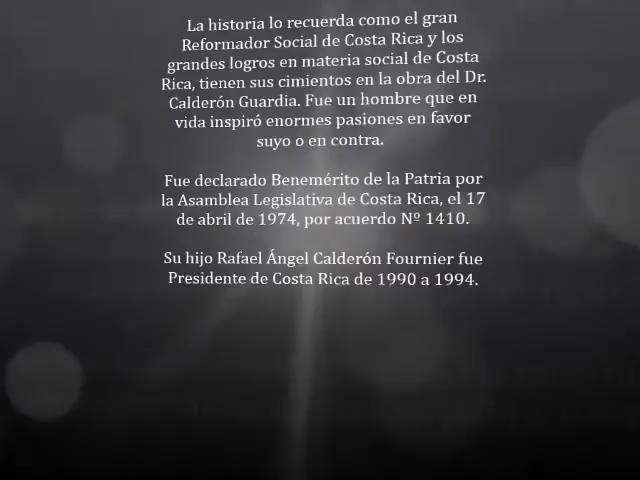 La historia lo recuerda como el gran
Reformador Social de Costa Rica y los
grandes logros en materia social de Costa
Rica, tienen sus cimientos en la obra del Dr.
Calderón Guardia. Fue un hombre que en
vida inspiró enormes pasiones en favor
suyo o en contra.
Fue declarado Benemérito de la Patria por
la Asamblea Legislativa de Costa Rica, el 17
de abril de 1974, por acuerdo Nº 1410.
Su hijo Rafael Ángel Calderón Fournier fue
Presidente de Costa Rica de 1990 a 1994.